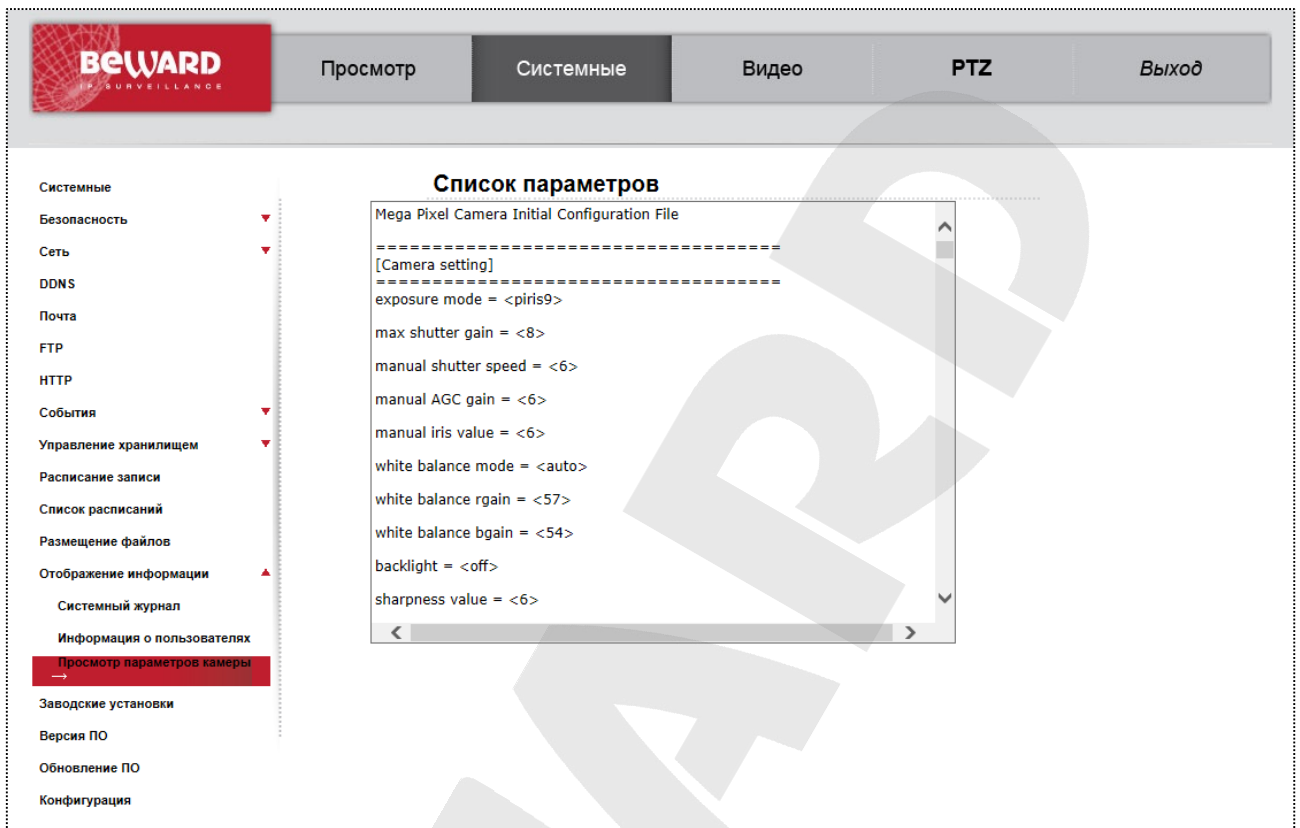 BEWARD
IP SURVEILLANCE
Просмотр
Системные
Видео
PTZ
Выход
Системные
Безопасность
Сеть
DDNS
Почта
FTP
HTTP
События
Управление хранилищем
Расписание записи
Список расписаний
Размещение файлов
Отображение информации
Системный журнал
Информация о пользователях
Просмотр параметров камеры
→
Заводские установки
Версия ПО
Обновление ПО
Конфигурация
Список параметров
Mega Pixel Camera Initial Configuration File
====================================
[Camera setting]
====================================
exposure mode = <piris9>
max shutter gain = <8>
manual shutter speed = <6>
manual AGC gain = <6>
manual iris value = <6>
white balance mode = <auto>
white balance rgain = <57>
white balance bgain = <54>
backlight = <off>
sharpness value = <6>